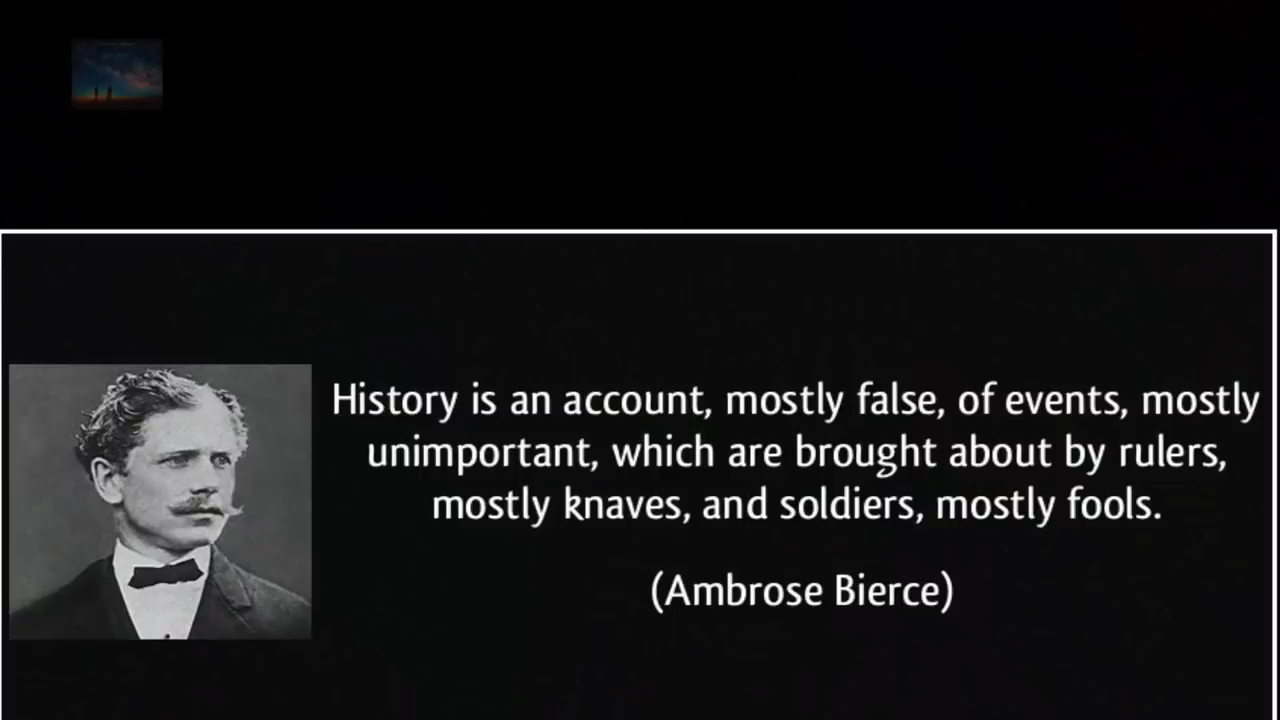 History is an account, mostly false, of events, mostly
unimportant, which are brought about by rulers,
mostly knaves, and soldiers, mostly fools.
(Ambrose Bierce)